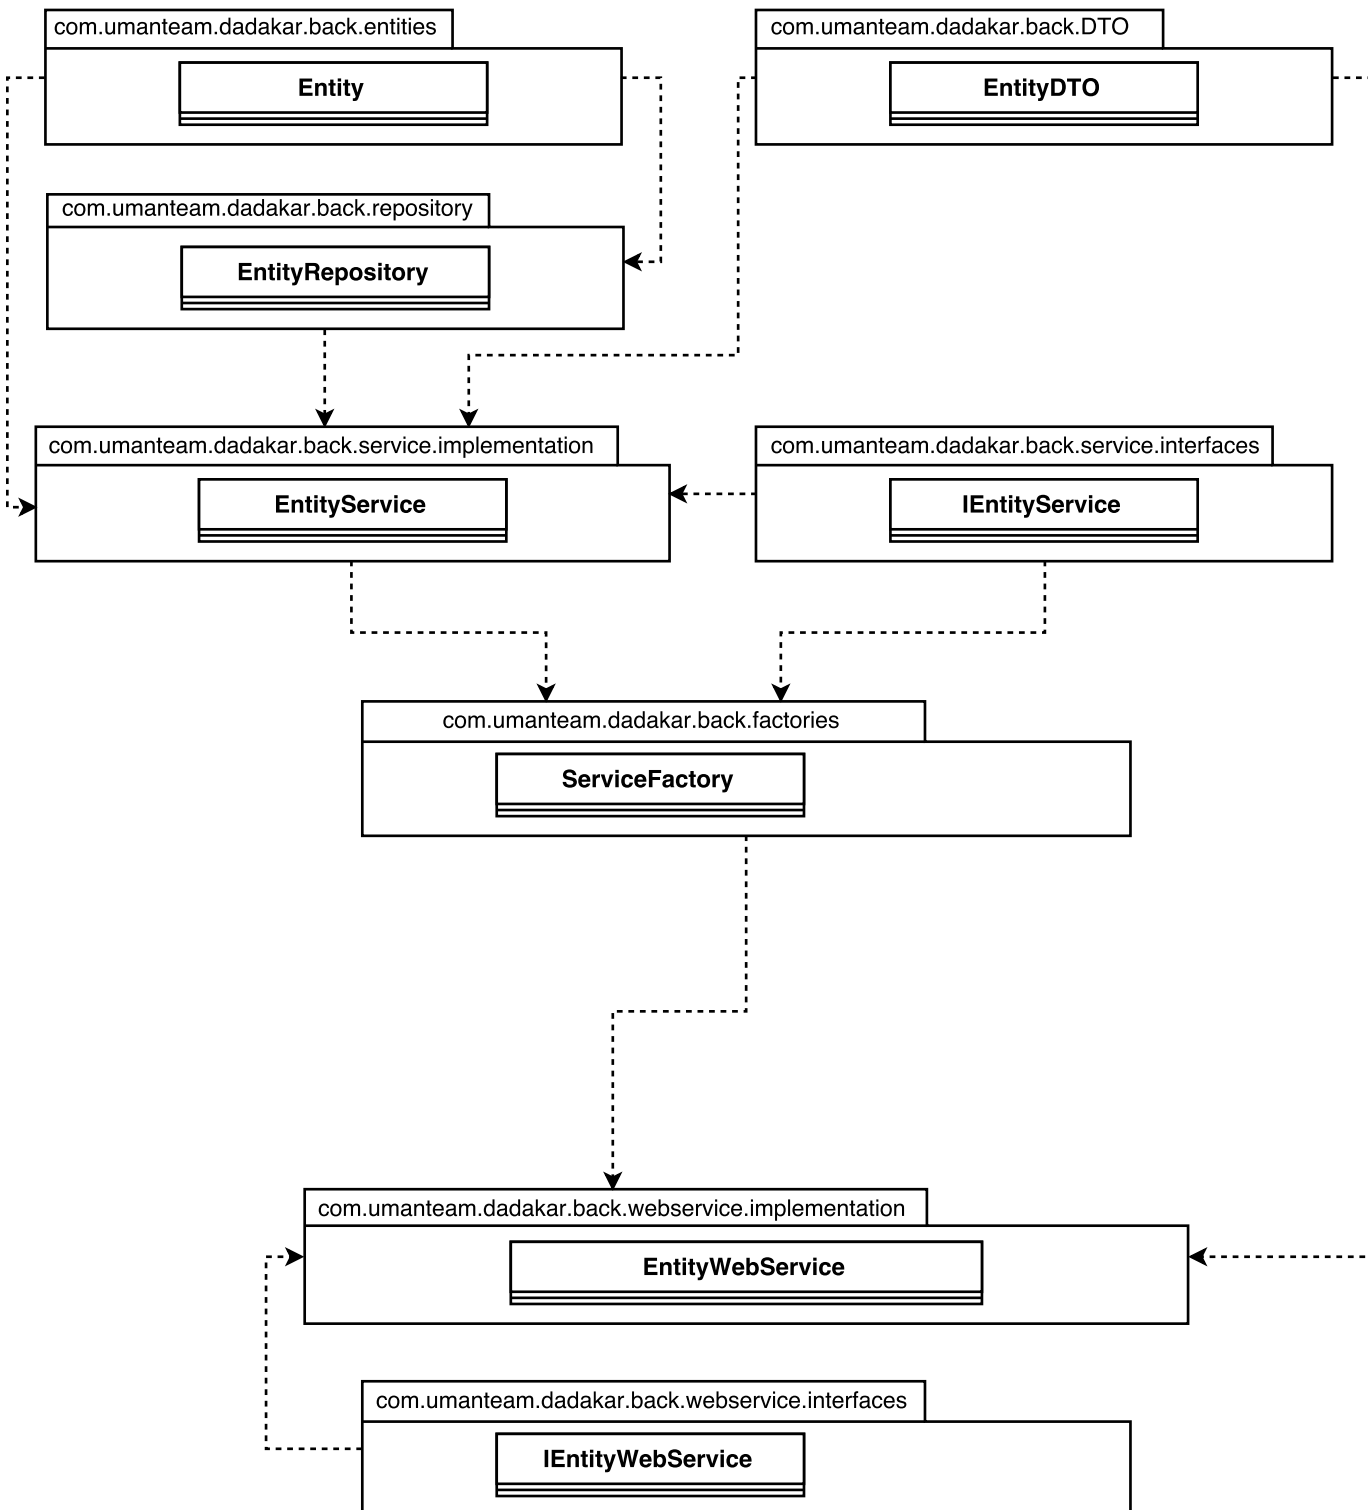 com.umanteam.dadakar.back.entities
Entity
com.umanteam.dadakar.back.DTO
EntityDTO
com.umanteam.dadakar.back.repository
EntityRepository
com.umanteam.dadakar.back.service.implementation
EntityService
com.umanteam.dadakar.back.service.interfaces
IEntityService
com.umanteam.dadakar.back.factories
ServiceFactory
com.umanteam.dadakar.back.webservice.implementation
EntityWebService
com.umanteam.dadakar.back.webservice.interfaces
IEntityWebService